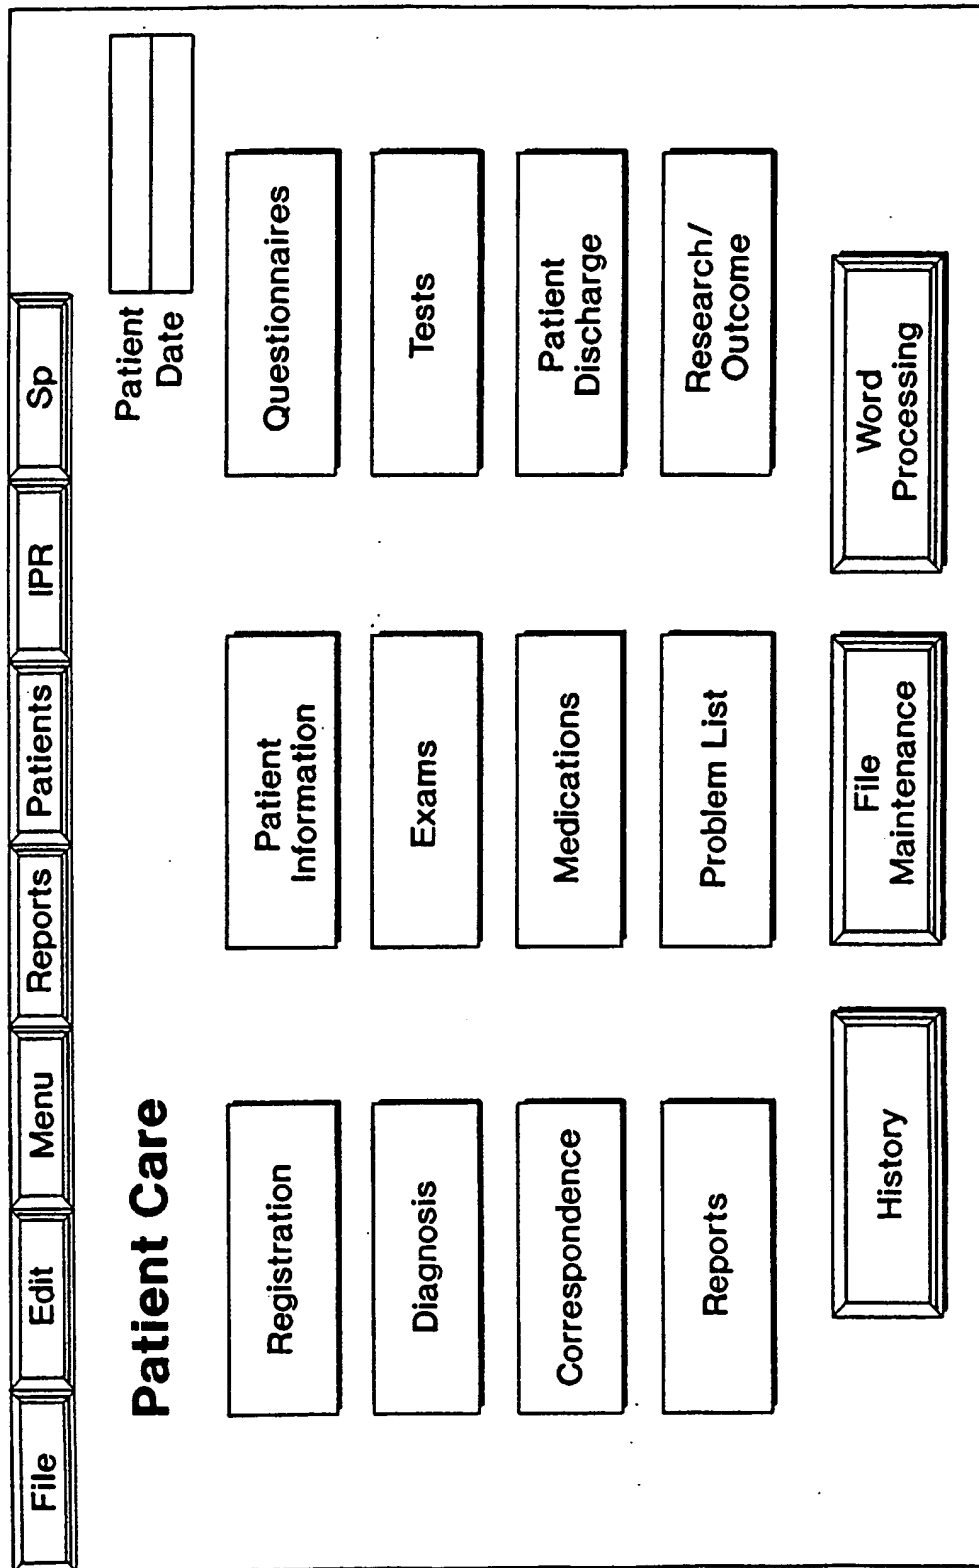 File
Edit
Menu
Reports
Patients
IPR
Sp
Patient Care
Patient
Date
Registration
Patient
Information
Questionnaires
Diagnosis
Exams
Tests
Correspondence
Medications
Patient
Discharge
Reports
Problem List
Research/
Outcome
History
File
Maintenance
Word
Processing